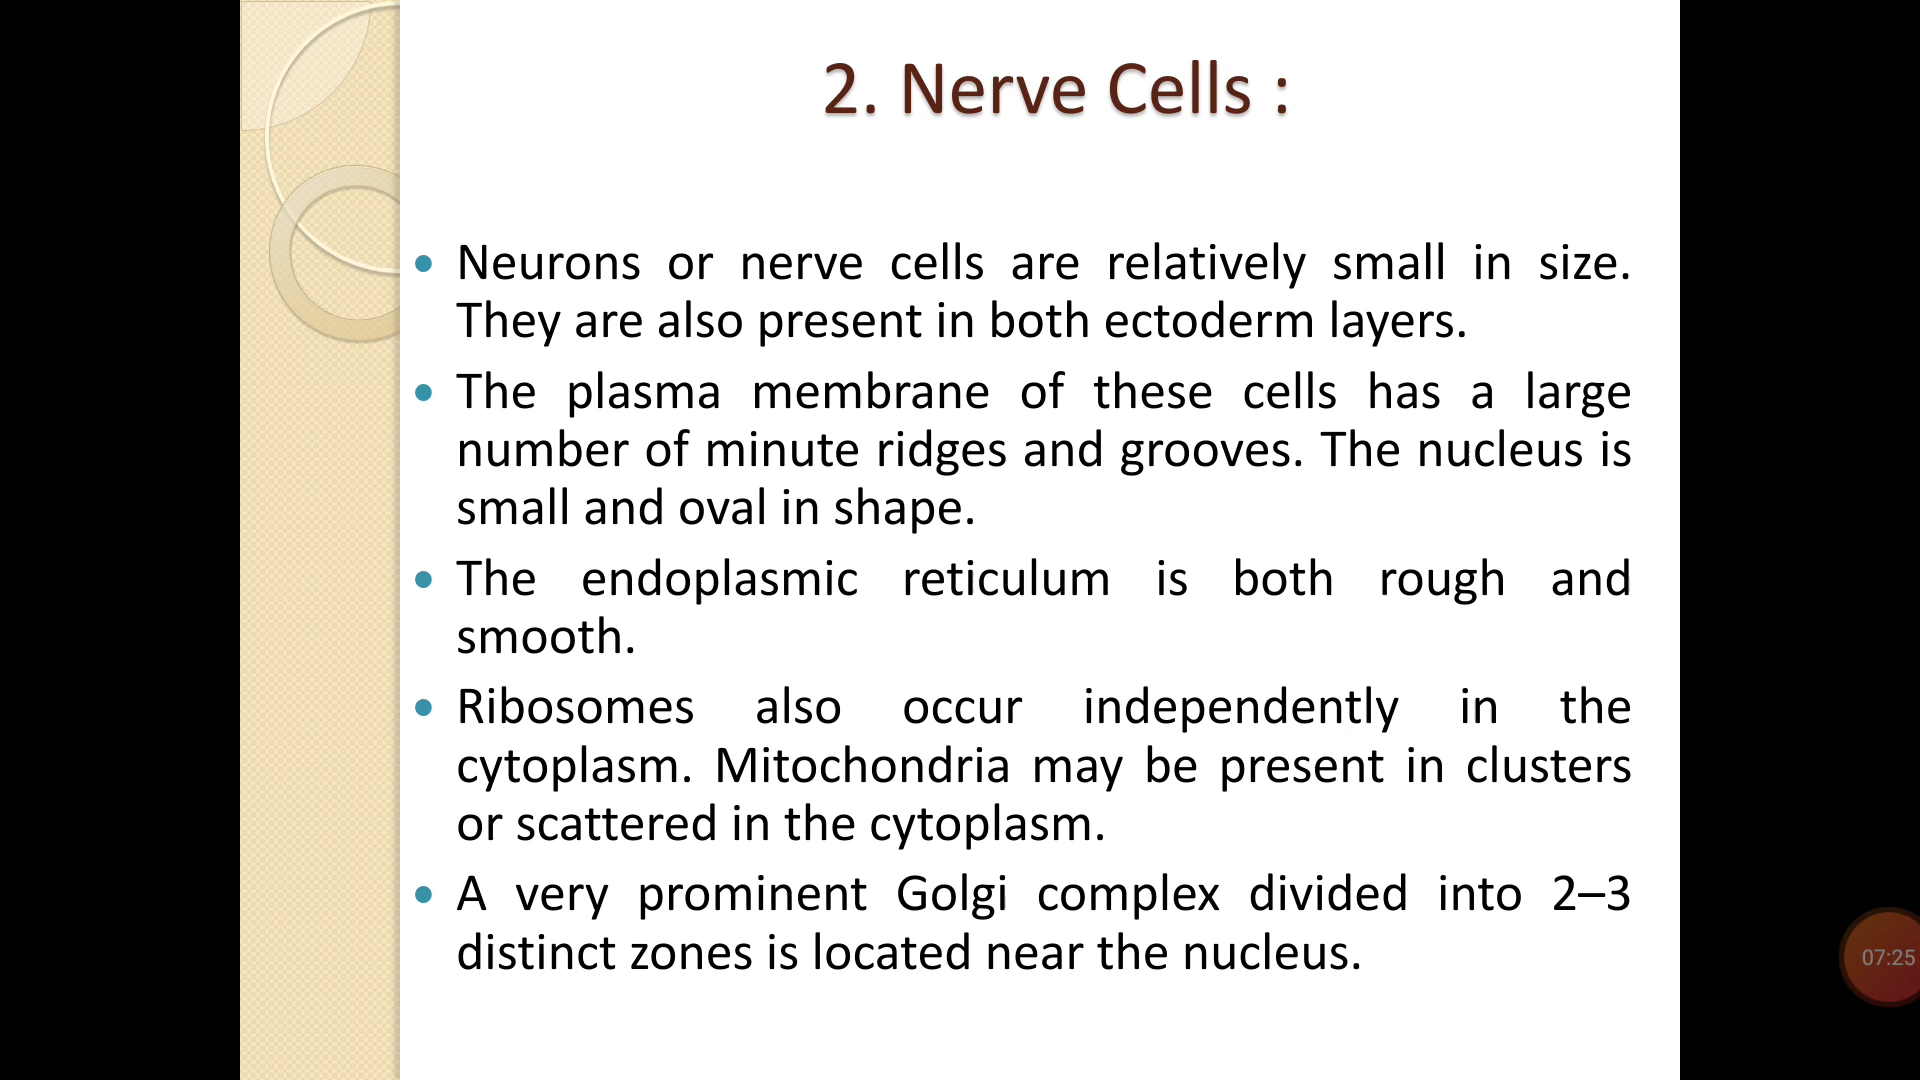 2. Nerve Cells :
• Neurons or nerve cells are relatively small in size.
They are also present in both ectoderm layers.
• The plasma membrane of these cells has a large
number of minute ridges and grooves. The nucleus is
small and oval in shape.
• The endoplasmic reticulum is both rough and
smooth.
• Ribosomes also occur independently in the
cytoplasm. Mitochondria may be present in clusters
or scattered in the cytoplasm.
• A very prominent Golgi complex divided into 2–3
distinct zones is located near the nucleus.
07:25